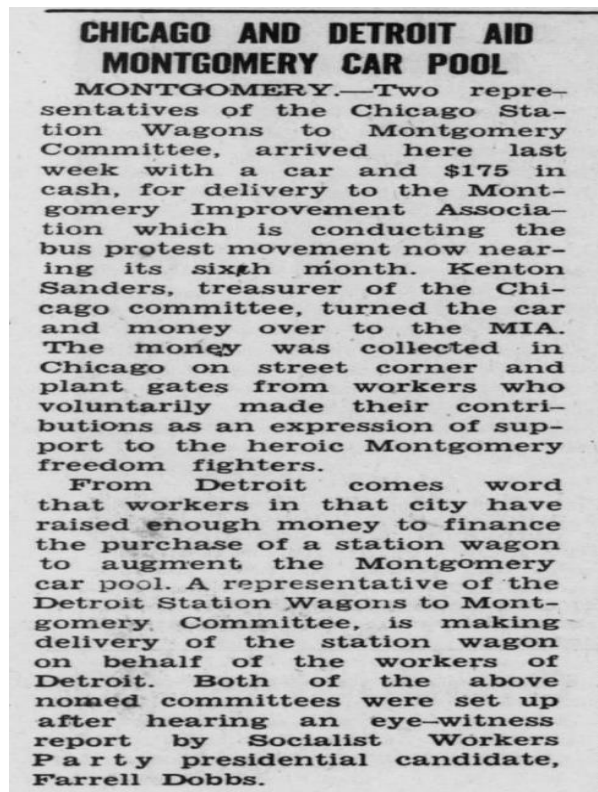 CHICAGO AND DETROIT AID
MONTGOMERY CAR POOL
MONTGOMERY.—Two repre-
sentatives of the Chicago Sta-
tion Wagons to Montgomery
Committee, arrived here last
week with a car and $175 in
cash, for delivery to the Mont-
gomery Improvement Associa-
tion which is conducting the
bus protest movement now near-
ing its sixth month. Kenton
Sanders, treasurer of the Chi-
cago committee, turned the car
and money over to the MIA.
The money was collected in
Chicago on street corner and
plant gates from workers who
voluntarily made their contri-
butions as an expression of sup-
port to the heroic Montgomery
freedom fighters.
From Detroit comes word
that workers in that city have
raised enough money to finance
the purchase of a station wagon
to augment the Montgomery
car pool. A representative of the
Detroit Station Wagons to Mont-
gomery Committee, is making
delivery of the station wagon
on behalf of the workers of
Detroit. Both of the above
nomed committees were set up
after hearing an eye-witness
report by Socialist Workers
Party presidential candidate,
Farrell Dobbs.